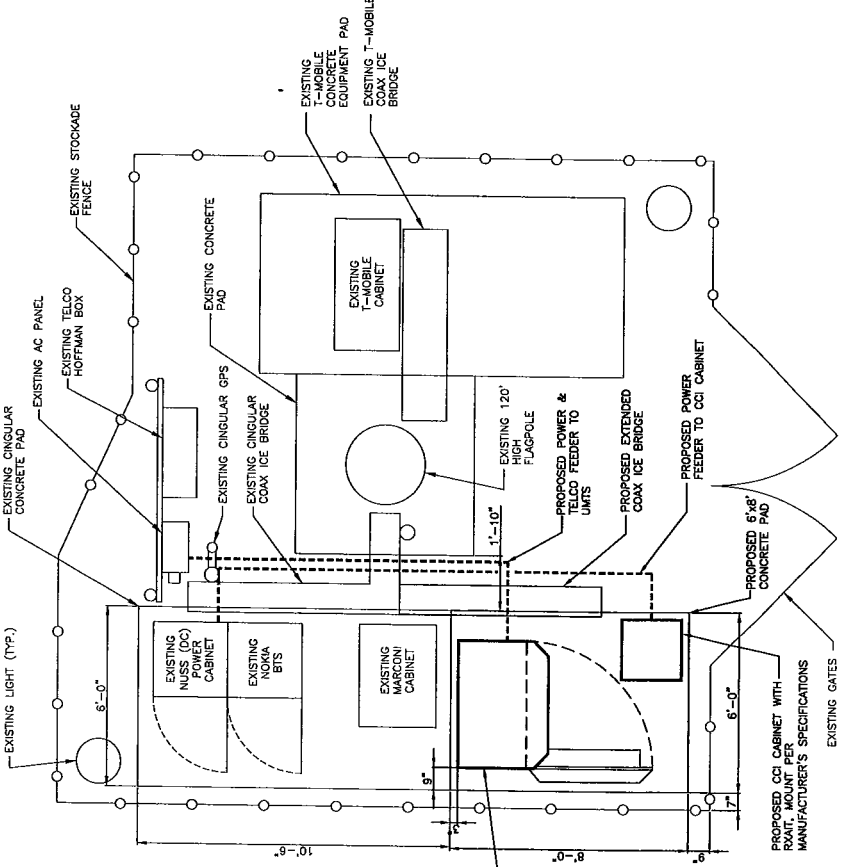 EXISTING LIGHT (TYP.)
EXISTING CINGULAR
CONCRETE PAD
EXISTING AC PANEL
EXISTING TELCO
HOFFMAN BOX
EXISTING STOCKADE
FENCE
EXISTING
T-MOBILE
CONCRETE
EQUIPMENT PAD
EXISTING T-MOBILE
COAX ICE
BRIDGE
EXISTING CONCRETE
PAD
EXISTING CINGULAR GPS
EXISTING CINGULAR
COAX ICE BRIDGE
EXISTING
T-MOBILE
CABINET
EXISTING 120'
HIGH
FLAGPOLE
6'-0"
EXISTING
NUSS (DC)
POWER
CABINET
EXISTING
NOKIA
BTS
EXISTING
MARCONI
CABINET
1'-10"
PROPOSED POWER &
TELCO FEEDER TO
UMTS
PROPOSED EXTENDED
COAX ICE BRIDGE
PROPOSED POWER
FEEDER TO CCI CABINET
PROPOSED 6'x8'
CONCRETE PAD
10'-6"
9"
3"
8'-0"
6'-0"
7"
9"
PROPOSED CCI CABINET WITH
RXAIT, MOUNT PER
MANUFACTURER'S SPECIFICATIONS
EXISTING GATES